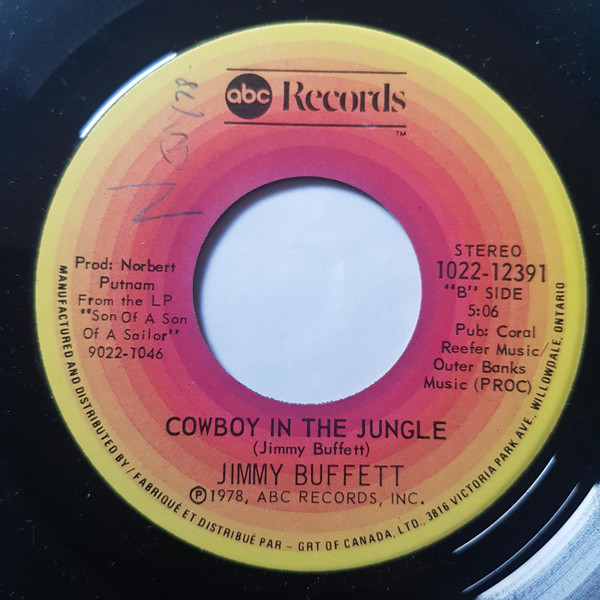 abc Records
TM
Nov 78
Prod: Norbert
Putnam
From the LP
"Son Of A Son
Of A Sailor"
9022-1046
STEREO
1022-12391
"B" SIDE
5:06
Pub: Coral
Reefer Music/
Outer Banks
Music (PROC)
COWBOY IN THE JUNGLE
(Jimmy Buffett)
JIMMY BUFFETT
Ⓟ1978, ABC RECORDS, INC.
MANUFACTURED AND DISTRIBUTED BY / FABRIQUÉ ET DISTRIBUÉ PAR - GRT OF CANADA, LTD., 3816 VICTORIA PARK AVE., WILLOWDALE, ONTARIO